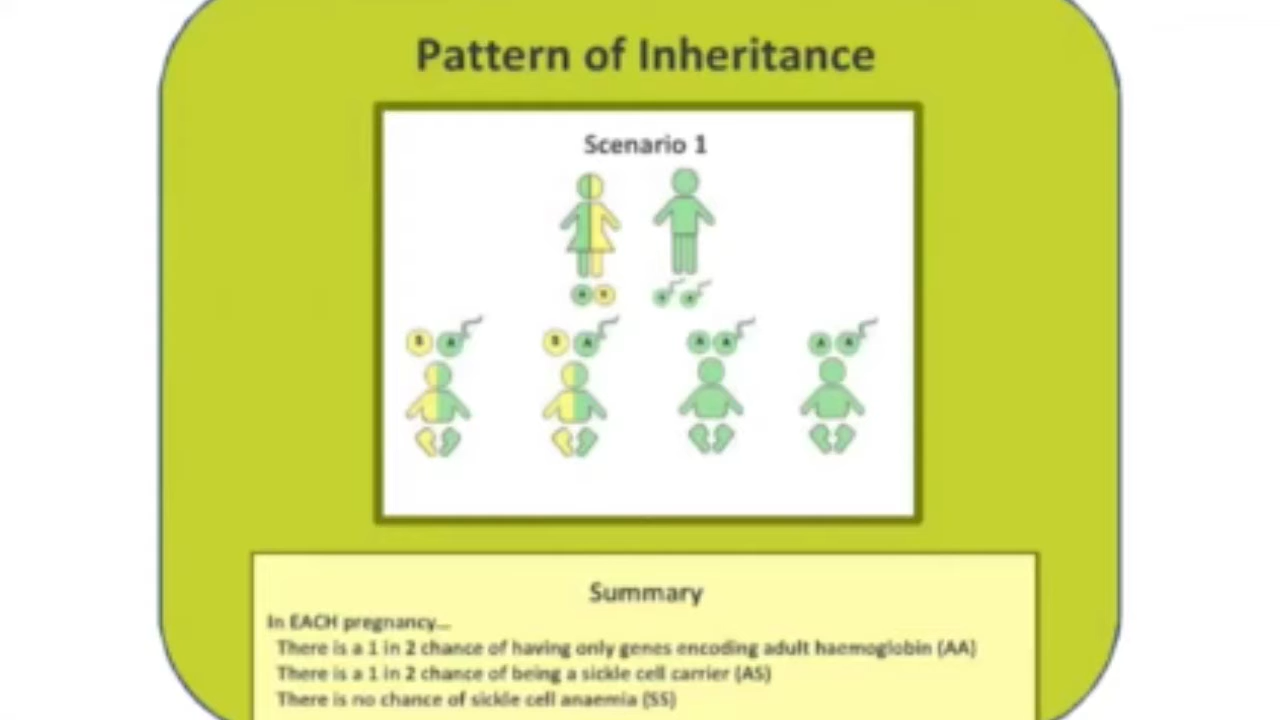 Pattern of Inheritance
Scenario 1
A S
A A
S A S A A A A A
Summary
In EACH pregnancy...
There is a 1 in 2 chance of having only genes encoding adult haemoglobin (AA)
There is a 1 in 2 chance of being a sickle cell carrier (AS)
There is no chance of sickle cell anaemia (SS)